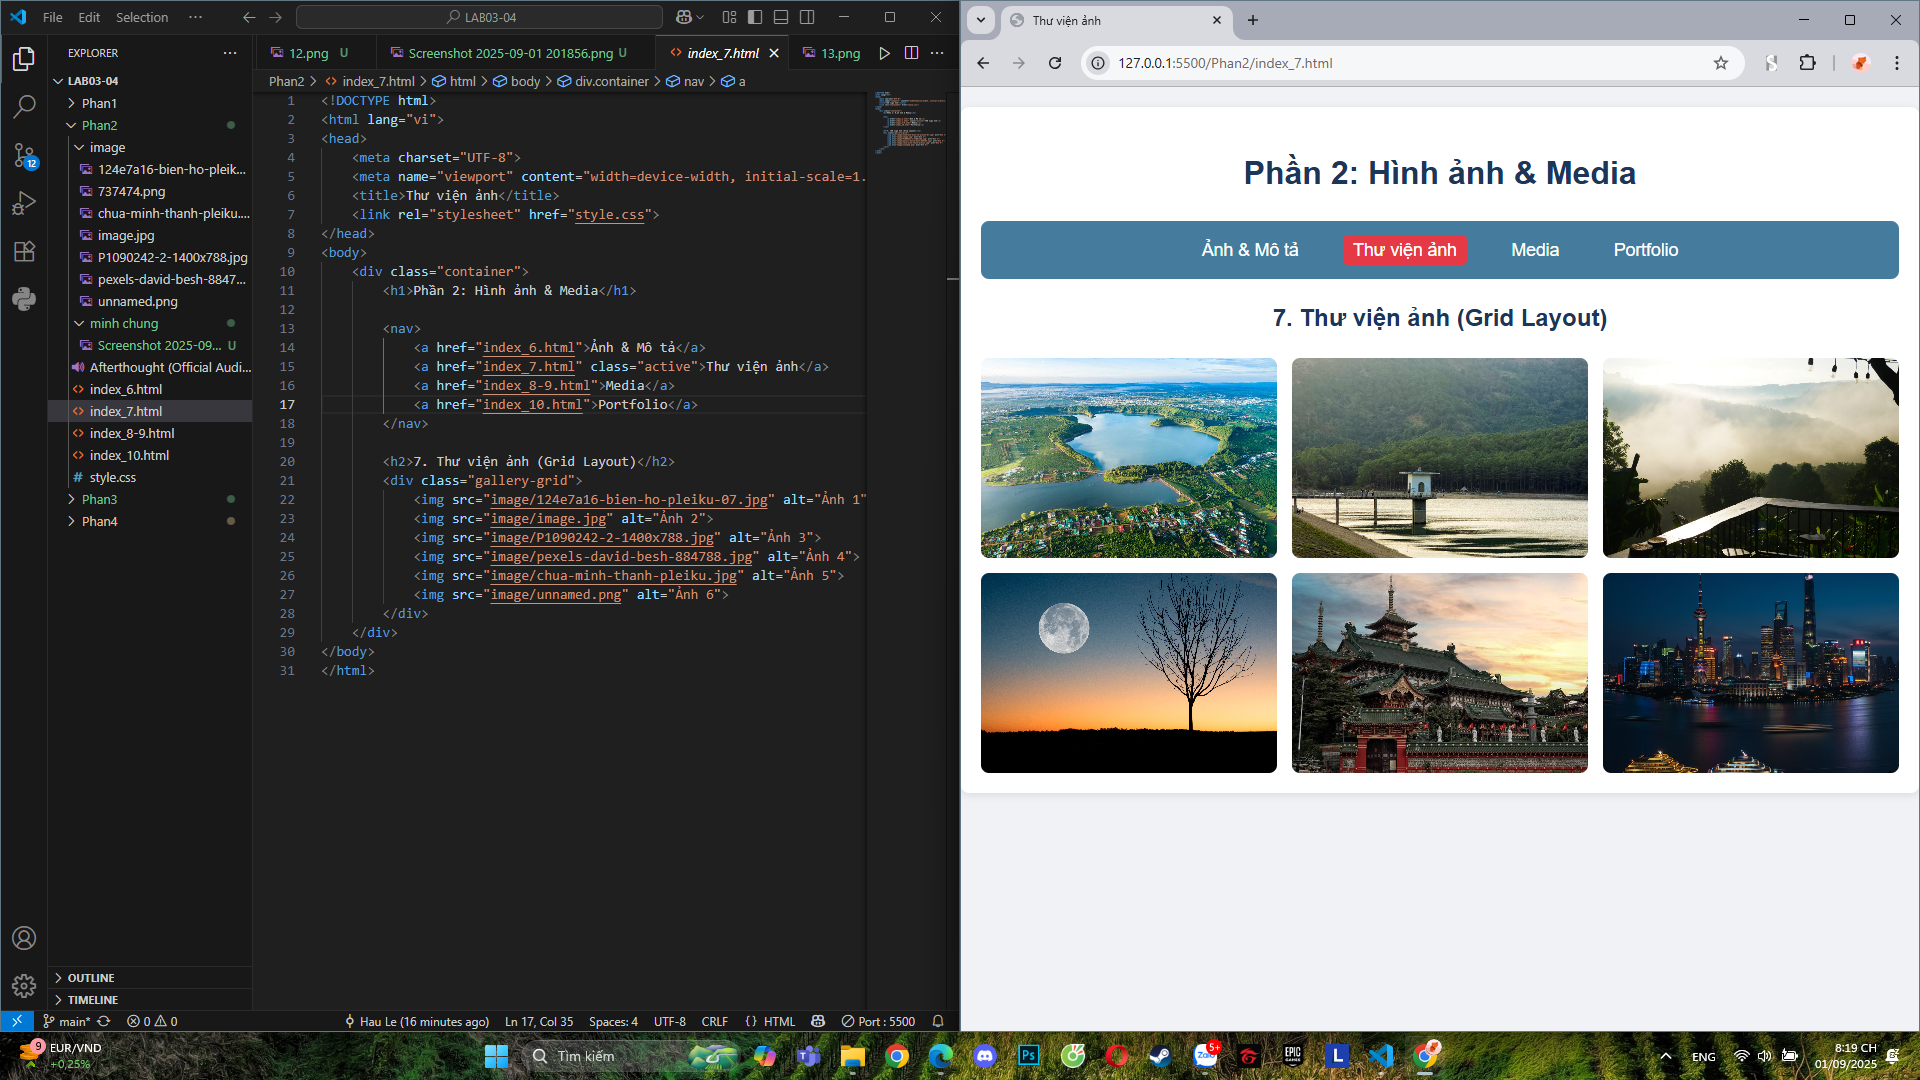 File Edit Selection ··· LAB03-04
EXPLORER
LAB03-04
Phan1
Phan2
image
124e7a16-bien-ho-pleik...
737474.png
chua-minh-thanh-pleiku....
image.jpg
P1090242-2-1400x788.jpg
pexels-david-besh-8847...
unnamed.png
minh chung
Screenshot 2025-09... U
Afterthought (Official Audi...
index_6.html
index_7.html
index_8-9.html
index_10.html
style.css
Phan3
Phan4
OUTLINE
TIMELINE
12
12.png U Screenshot 2025-09-01 201856.png U index_7.html 13.png
Phan2 > index_7.html > html > body > div.container > nav > a
1 <!DOCTYPE html>
2 <html lang="vi">
3 <head>
4 <meta charset="UTF-8">
5 <meta name="viewport" content="width=device-width, initial-scale=1.
6 <title>Thư viện ảnh</title>
7 <link rel="stylesheet" href="style.css">
8 </head>
9 <body>
10 <div class="container">
11 <h1>Phần 2: Hình ảnh & Media</h1>
12
13 <nav>
14 <a href="index_6.html">Ảnh & Mô tả</a>
15 <a href="index_7.html" class="active">Thư viện ảnh</a>
16 <a href="index_8-9.html">Media</a>
17 <a href="index_10.html">Portfolio</a>
18 </nav>
19
20 <h2>7. Thư viện ảnh (Grid Layout)</h2>
21 <div class="gallery-grid">
22 <img src="image/124e7a16-bien-ho-pleiku-07.jpg" alt="Ảnh 1"
23 <img src="image/image.jpg" alt="Ảnh 2">
24 <img src="image/P1090242-2-1400x788.jpg" alt="Ảnh 3">
25 <img src="image/pexels-david-besh-884788.jpg" alt="Ảnh 4">
26 <img src="image/chua-minh-thanh-pleiku.jpg" alt="Ảnh 5">
27 <img src="image/unnamed.png" alt="Ảnh 6">
28 </div>
29 </div>
30 </body>
31 </html>
main* 0 0 Hau Le (16 minutes ago) Ln 17, Col 35 Spaces: 4 UTF-8 CRLF {} HTML Port : 5500
Thư viện ảnh
127.0.0.1:5500/Phan2/index_7.html
Phần 2: Hình ảnh & Media
Ảnh & Mô tả Thư viện ảnh Media Portfolio
7. Thư viện ảnh (Grid Layout)
9 EUR/VND
+0,25%
Tìm kiếm
Ps
Zalo 5+
EPIC GAMES
L
ENG
8:19 CH
01/09/2025